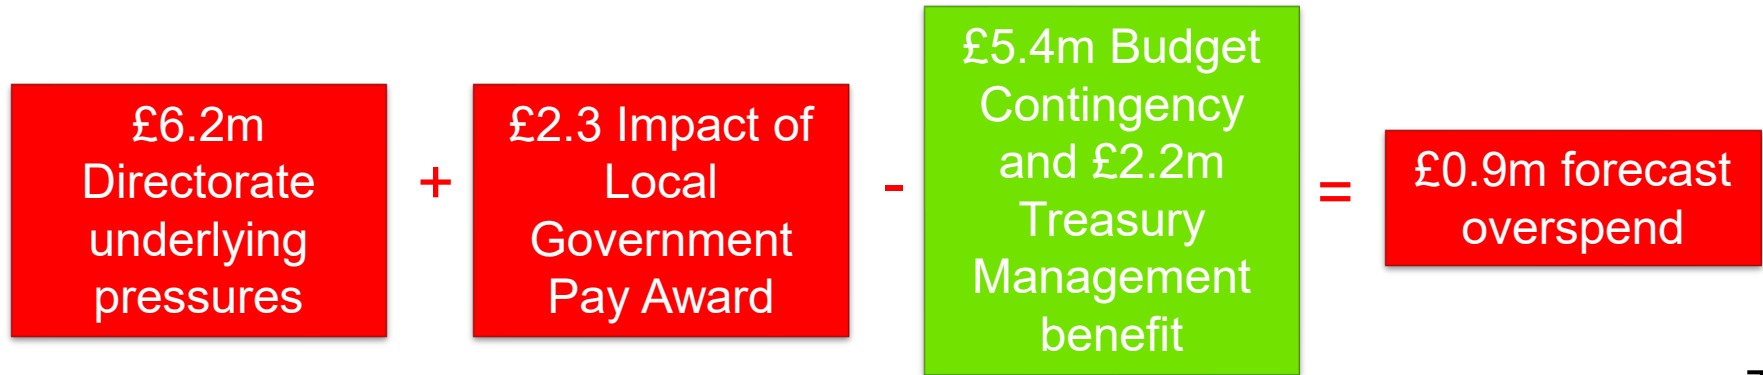 £6.2m
Directorate
underlying
pressures
+
£2.3 Impact of
Local
Government
Pay Award
-
£5.4m Budget
Contingency
and £2.2m
Treasury
Management
benefit
=
£0.9m forecast
overspend